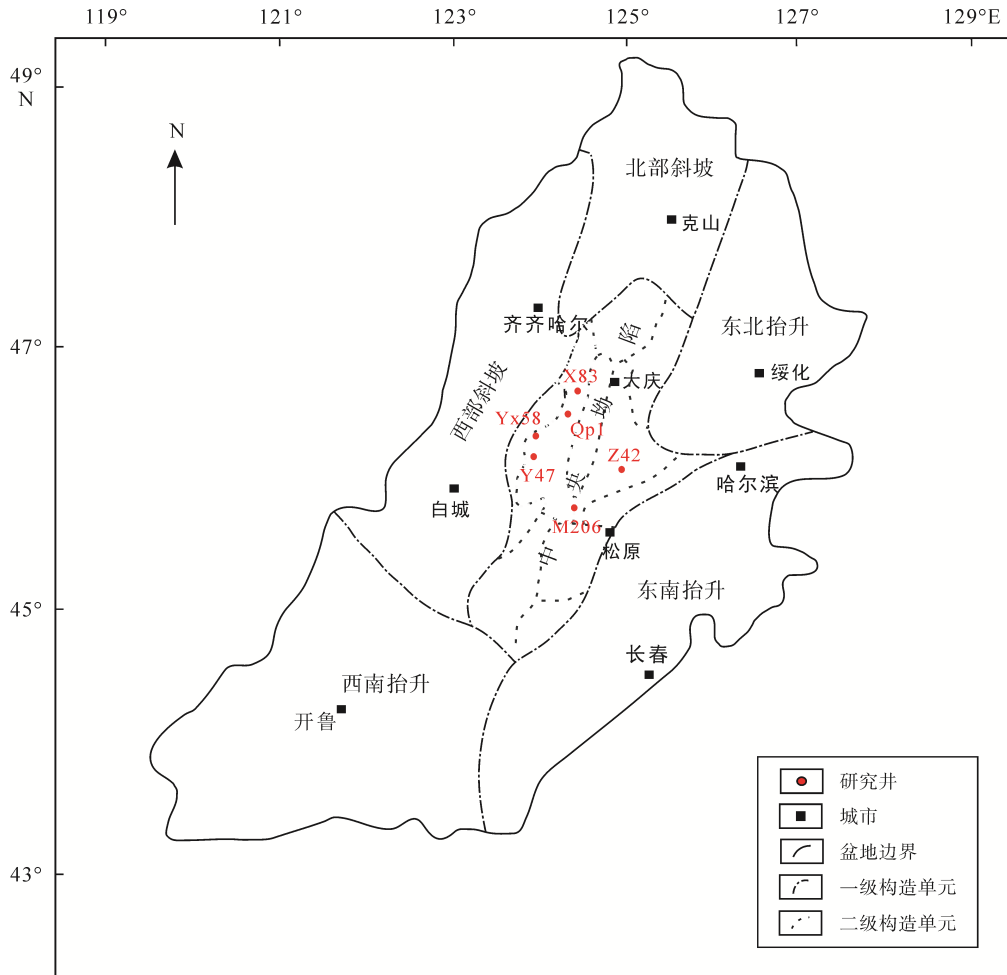 119° 121° 123° 125° 127° 129°E
49°
N
N
北部斜坡
克山
47°
齐齐哈尔
陷
东北抬升
西部斜坡
X83
大庆
绥化
坳
Yx58
Qp1
Y47
Z42
央
哈尔滨
白城
M206
松原
中
45°
东南抬升
长春
西南抬升
开鲁
43°
研究井
城市
盆地边界
一级构造单元
二级构造单元